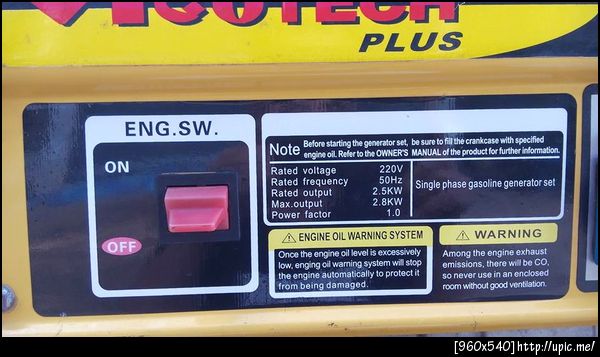 PLUS
ENG.SW.
ON
OFF
Note Before starting the generator set, be sure to fill the crankcase with specified
engine oil. Refer to the OWNER'S MANUAL of the product for further information.
Rated voltage 220V
Rated frequency 50Hz
Rated output 2.5KW
Max.output 2.8KW
Power factor 1.0
Single phase gasoline generator set
ENGINE OIL WARNING SYSTEM
Once the engine oil level is excessively
low, enging oil warning system will stop
the engine automatically to protect it
from being damaged.
WARNING
Among the engine exhaust
emissions, there will be CO,
so never use in an enclosed
room without good ventilation.
[960x540] http://upic.me/